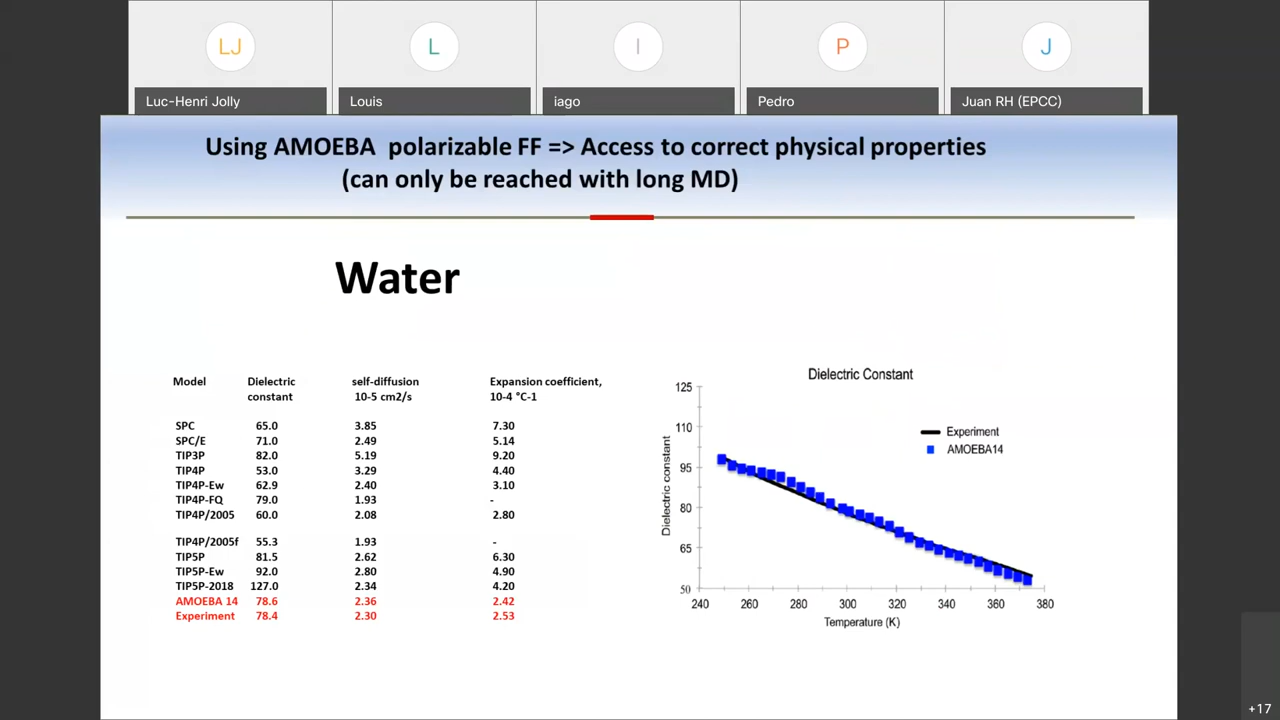 LJ L I P J
Luc-Henri Jolly Louis iago Pedro Juan RH (EPCC)
Using AMOEBA polarizable FF => Access to correct physical properties
(can only be reached with long MD)
Water
Model Dielectric constant self-diffusion 10-5 cm2/s Expansion coefficient, 10-4 °C-1
SPC 65.0 3.85 7.30
SPC/E 71.0 2.49 5.14
TIP3P 82.0 5.19 9.20
TIP4P 53.0 3.29 4.40
TIP4P-Ew 62.9 2.40 3.10
TIP4P-FQ 79.0 1.93 -
TIP4P/2005 60.0 2.08 2.80
TIP4P/2005f 55.3 1.93 -
TIP5P 81.5 2.62 6.30
TIP5P-Ew 92.0 2.80 4.90
TIP5P-2018 127.0 2.34 4.20
AMOEBA 14 78.6 2.36 2.42
Experiment 78.4 2.30 2.53
Dielectric Constant
125
110
95
80
65
50
Dielectric constant
Experiment
AMOEBA14
240 260 280 300 320 340 360 380
Temperature (K)
+17